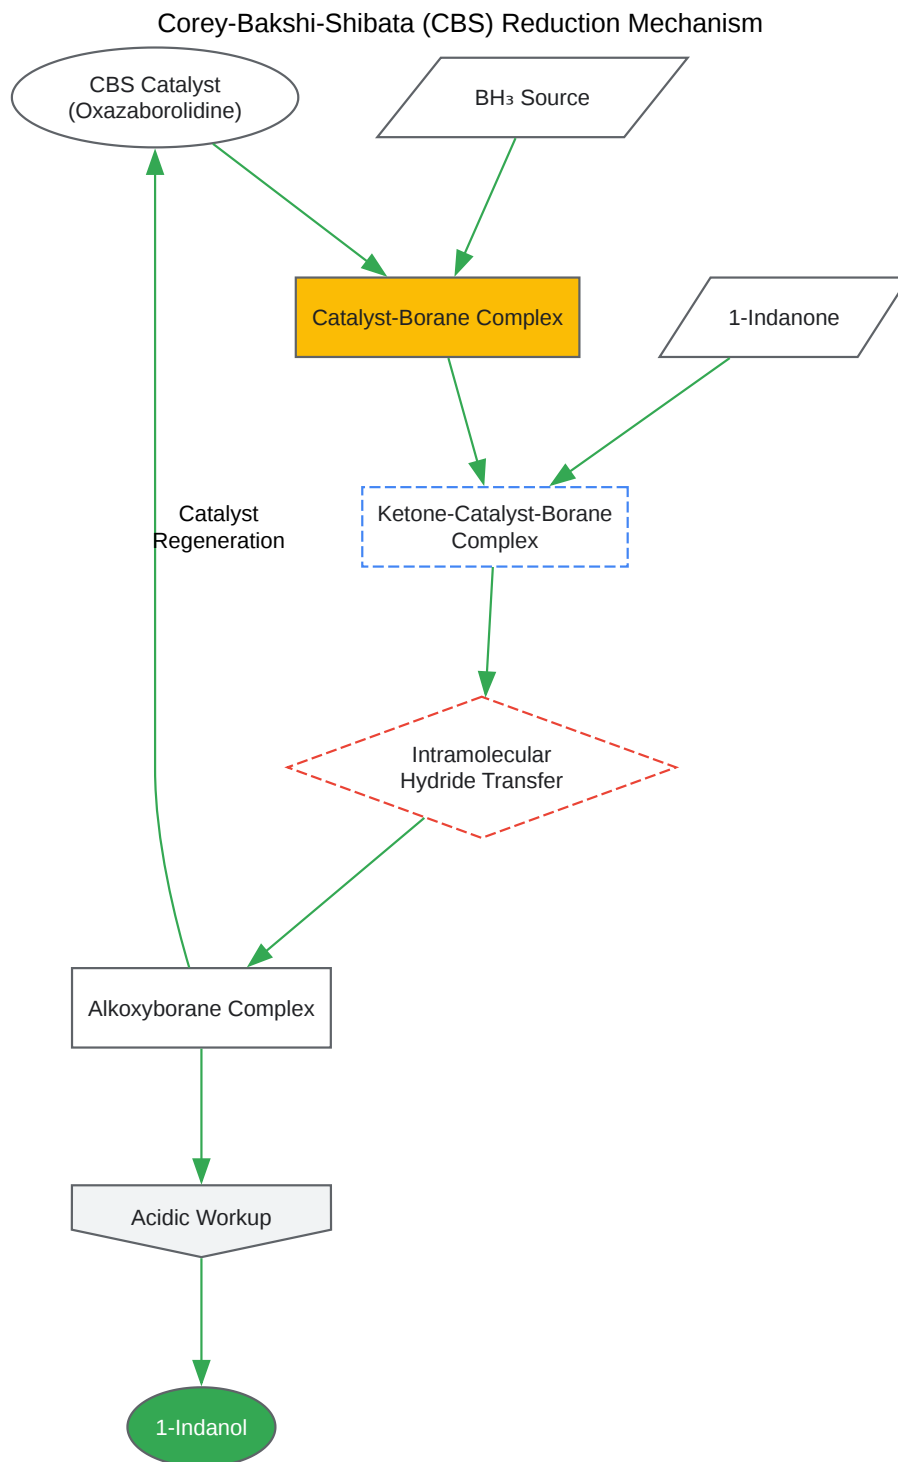 Corey-Bakshi-Shibata (CBS) Reduction Mechanism
CBS Catalyst
(Oxazaborolidine)
BH₃ Source
Catalyst-Borane Complex
1-Indanone
Catalyst
Regeneration
Ketone-Catalyst-Borane
Complex
Intramolecular
Hydride Transfer
Alkoxyborane Complex
Acidic Workup
1-Indanol